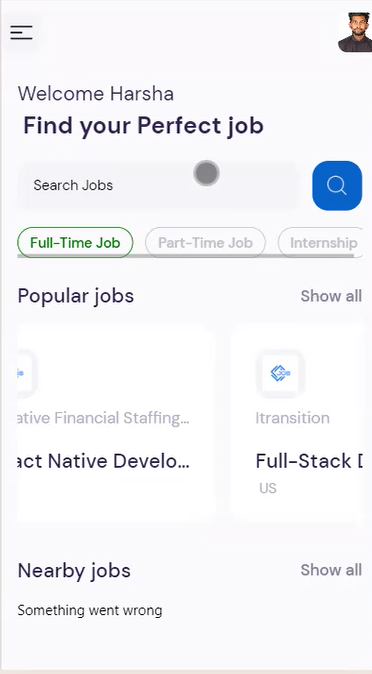 Welcome Harsha
Find your Perfect job
Search Jobs
Full-Time Job Part-Time Job Internship
Popular jobs Show all
ative Financial Staffing... Itransition
act Native Develo... Full-Stack D
US
Nearby jobs Show all
Something went wrong